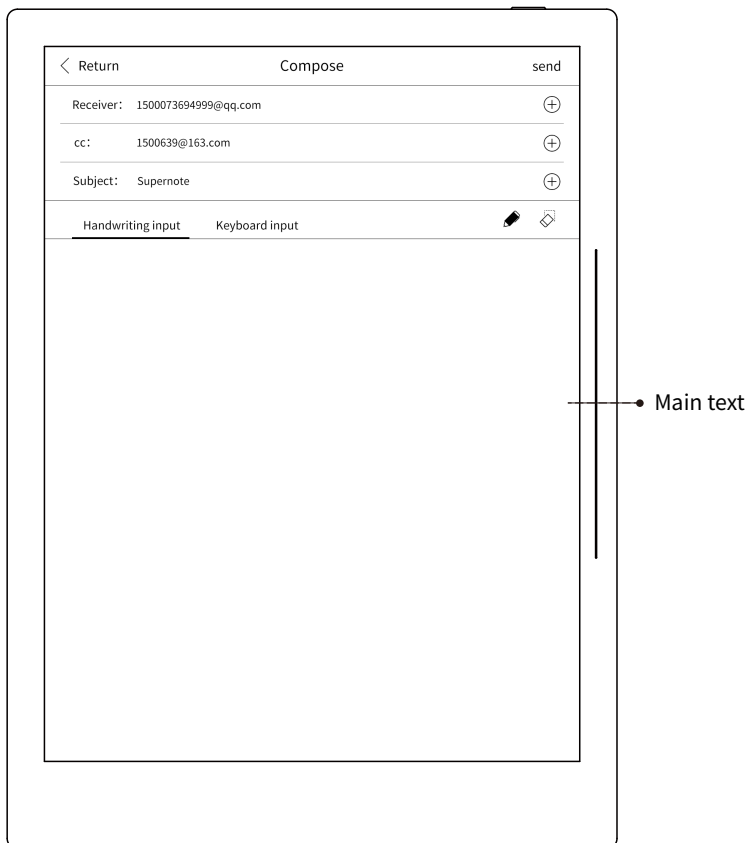 Return Compose send
Receiver: 1500073694999@qq.com
cc: 1500639@163.com
Subject: Supernote
Handwriting input Keyboard input
Main text